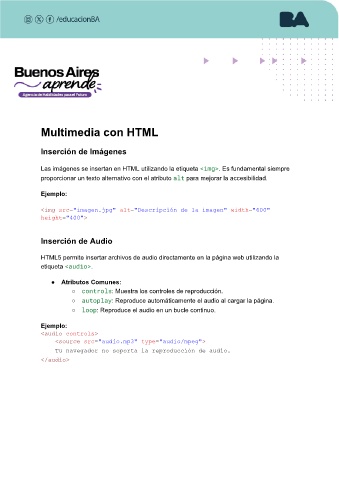 /educacionBA
BA
Buenos Aires
aprende
Agencia de Habilidades para el Futuro
Multimedia con HTML
Inserción de Imágenes
Las imágenes se insertan en HTML utilizando la etiqueta <img>. Es fundamental siempre
proporcionar un texto alternativo con el atributo alt para mejorar la accesibilidad.
Ejemplo:
<img src="imagen.jpg" alt="Descripción de la imagen" width="400"
height="400">
Inserción de Audio
HTML5 permite insertar archivos de audio directamente en la página web utilizando la
etiqueta <audio>.
● Atributos Comunes:
○ controls: Muestra los controles de reproducción.
○ autoplay: Reproduce automáticamente el audio al cargar la página.
○ loop: Reproduce el audio en un bucle continuo.
Ejemplo:
<audio controls>
<source src="audio.mp3" type="audio/mpeg">
Tu navegador no soporta la reproducción de audio.
</audio>